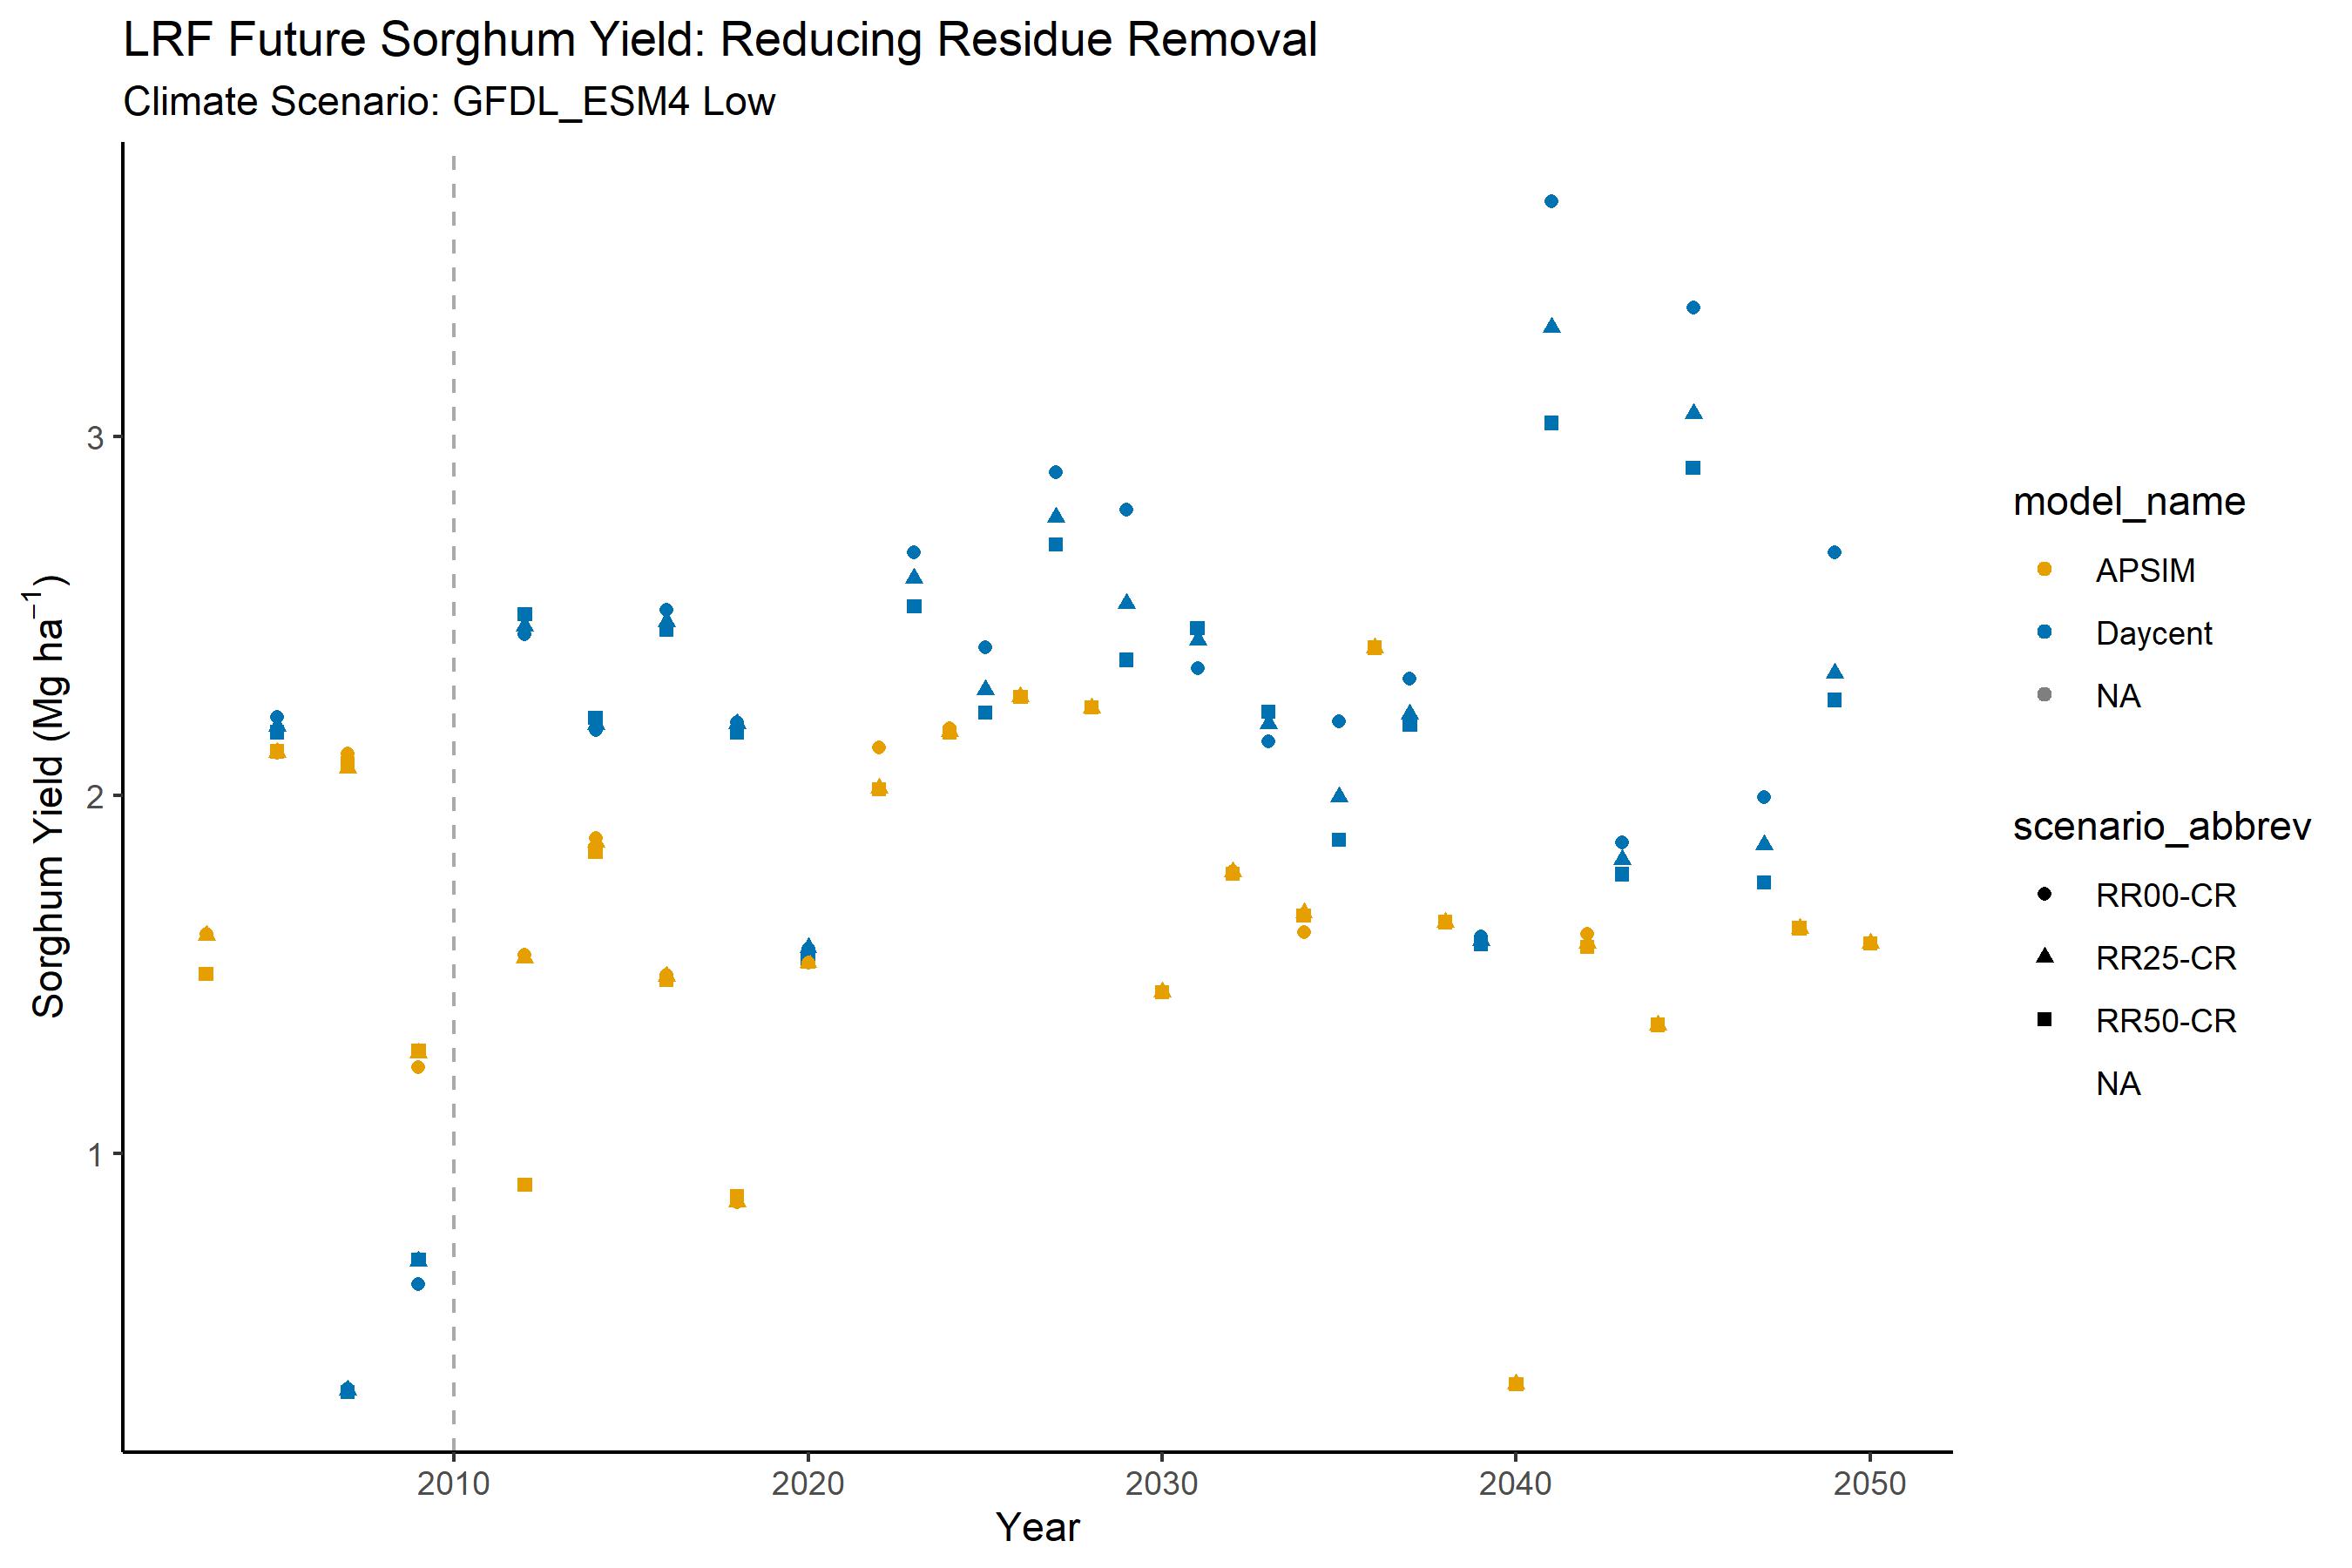 LRF Future Sorghum Yield: Reducing Residue Removal
Climate Scenario: GFDL_ESM4 Low
Sorghum Yield (Mg ha⁻¹)
3
2
1
2010
2020
2030
2040
2050
Year
model_name
APSIM
Daycent
NA
scenario_abbrev
RR00-CR
RR25-CR
RR50-CR
NA